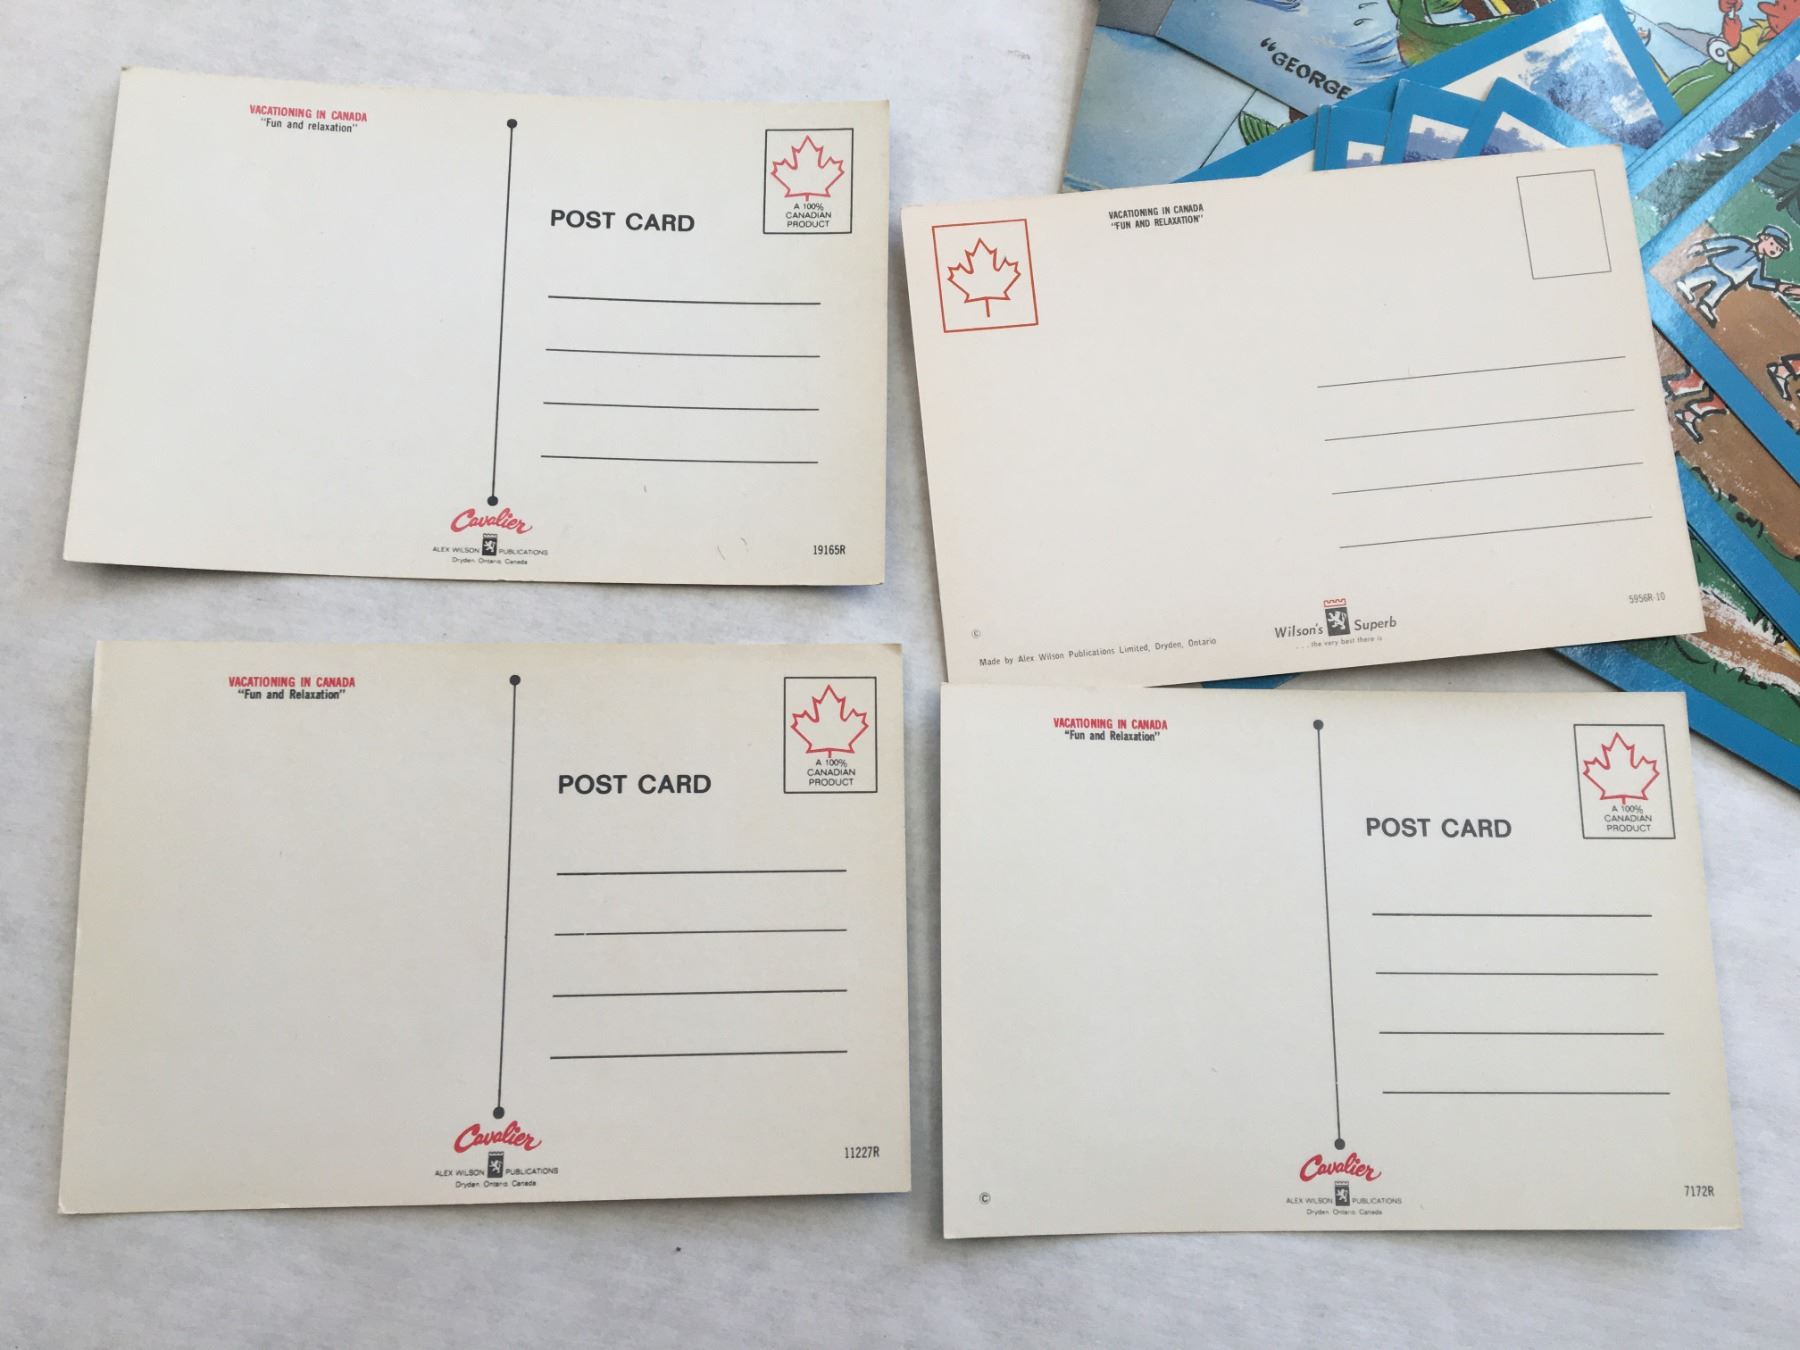 VACATIONING IN CANADA
"Fun and relaxation"
POST CARD
A 100%
CANADIAN
PRODUCT
Cavalier
ALEX WILSON PUBLICATIONS
Dryden Ontario Canada
19165R
"GEORGE
VACATIONING IN CANADA
"FUN AND RELAXATION"
©
Made by Alex Wilson Publications Limited, Dryden, Ontario
Wilson's Superb
...the very best there is
5956R-10
VACATIONING IN CANADA
"Fun and Relaxation"
POST CARD
A 100%
CANADIAN
PRODUCT
Cavalier
ALEX WILSON PUBLICATIONS
Dryden Ontario Canada
11227R
VACATIONING IN CANADA
"Fun and Relaxation"
POST CARD
A 100%
CANADIAN
PRODUCT
©
Cavalier
ALEX WILSON PUBLICATIONS
Dryden Ontario Canada
7172R